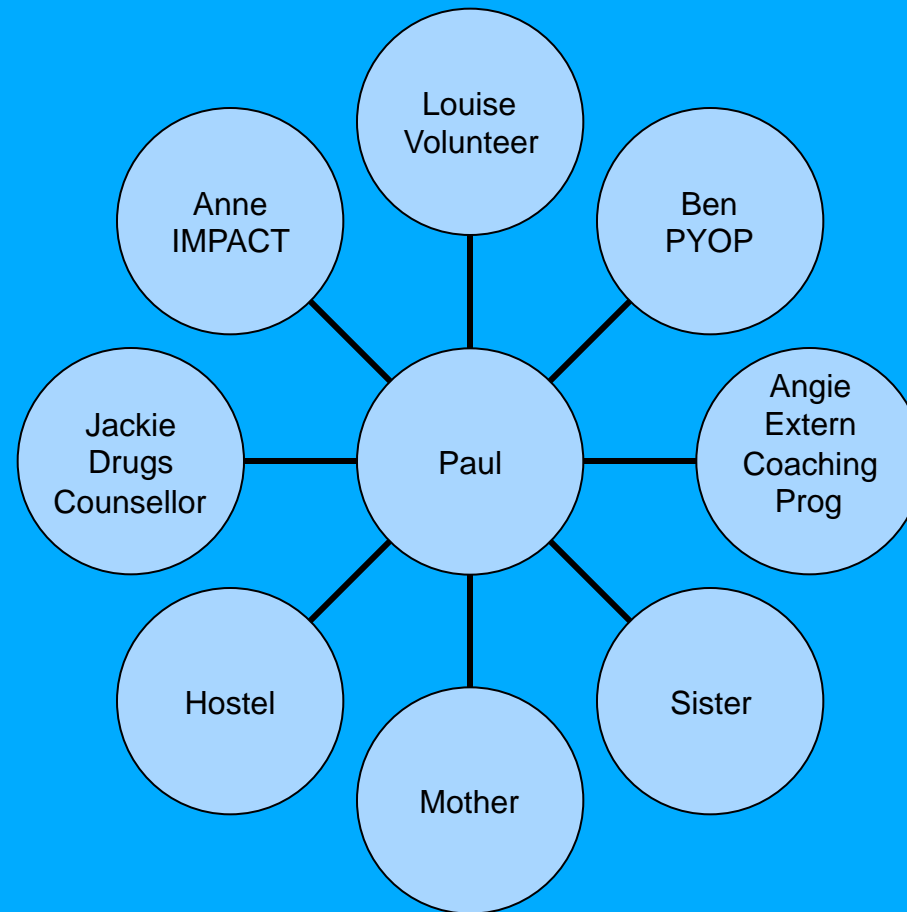 Louise
Volunteer
Anne
IMPACT
Ben
PYOP
Jackie
Drugs
Counsellor
Paul
Angie
Extern
Coaching
Prog
Hostel
Sister
Mother